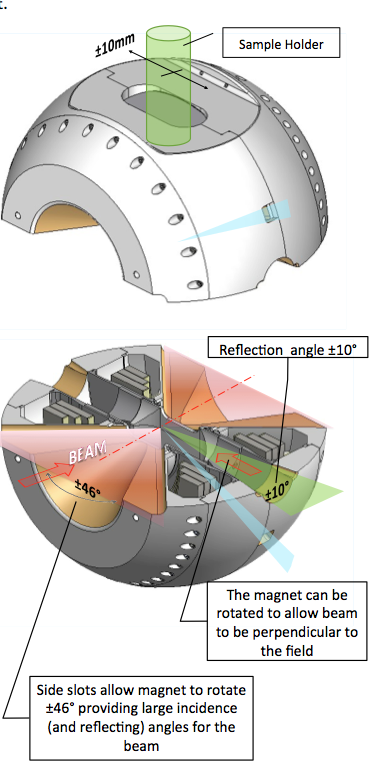 t.
±10mm
Sample Holder
Reflection angle ±10°
BEAM
±46°
±10°
The magnet can be
rotated to allow beam
to be perpendicular to
the field
Side slots allow magnet to rotate
±46° providing large incidence
(and reflecting) angles for the
beam